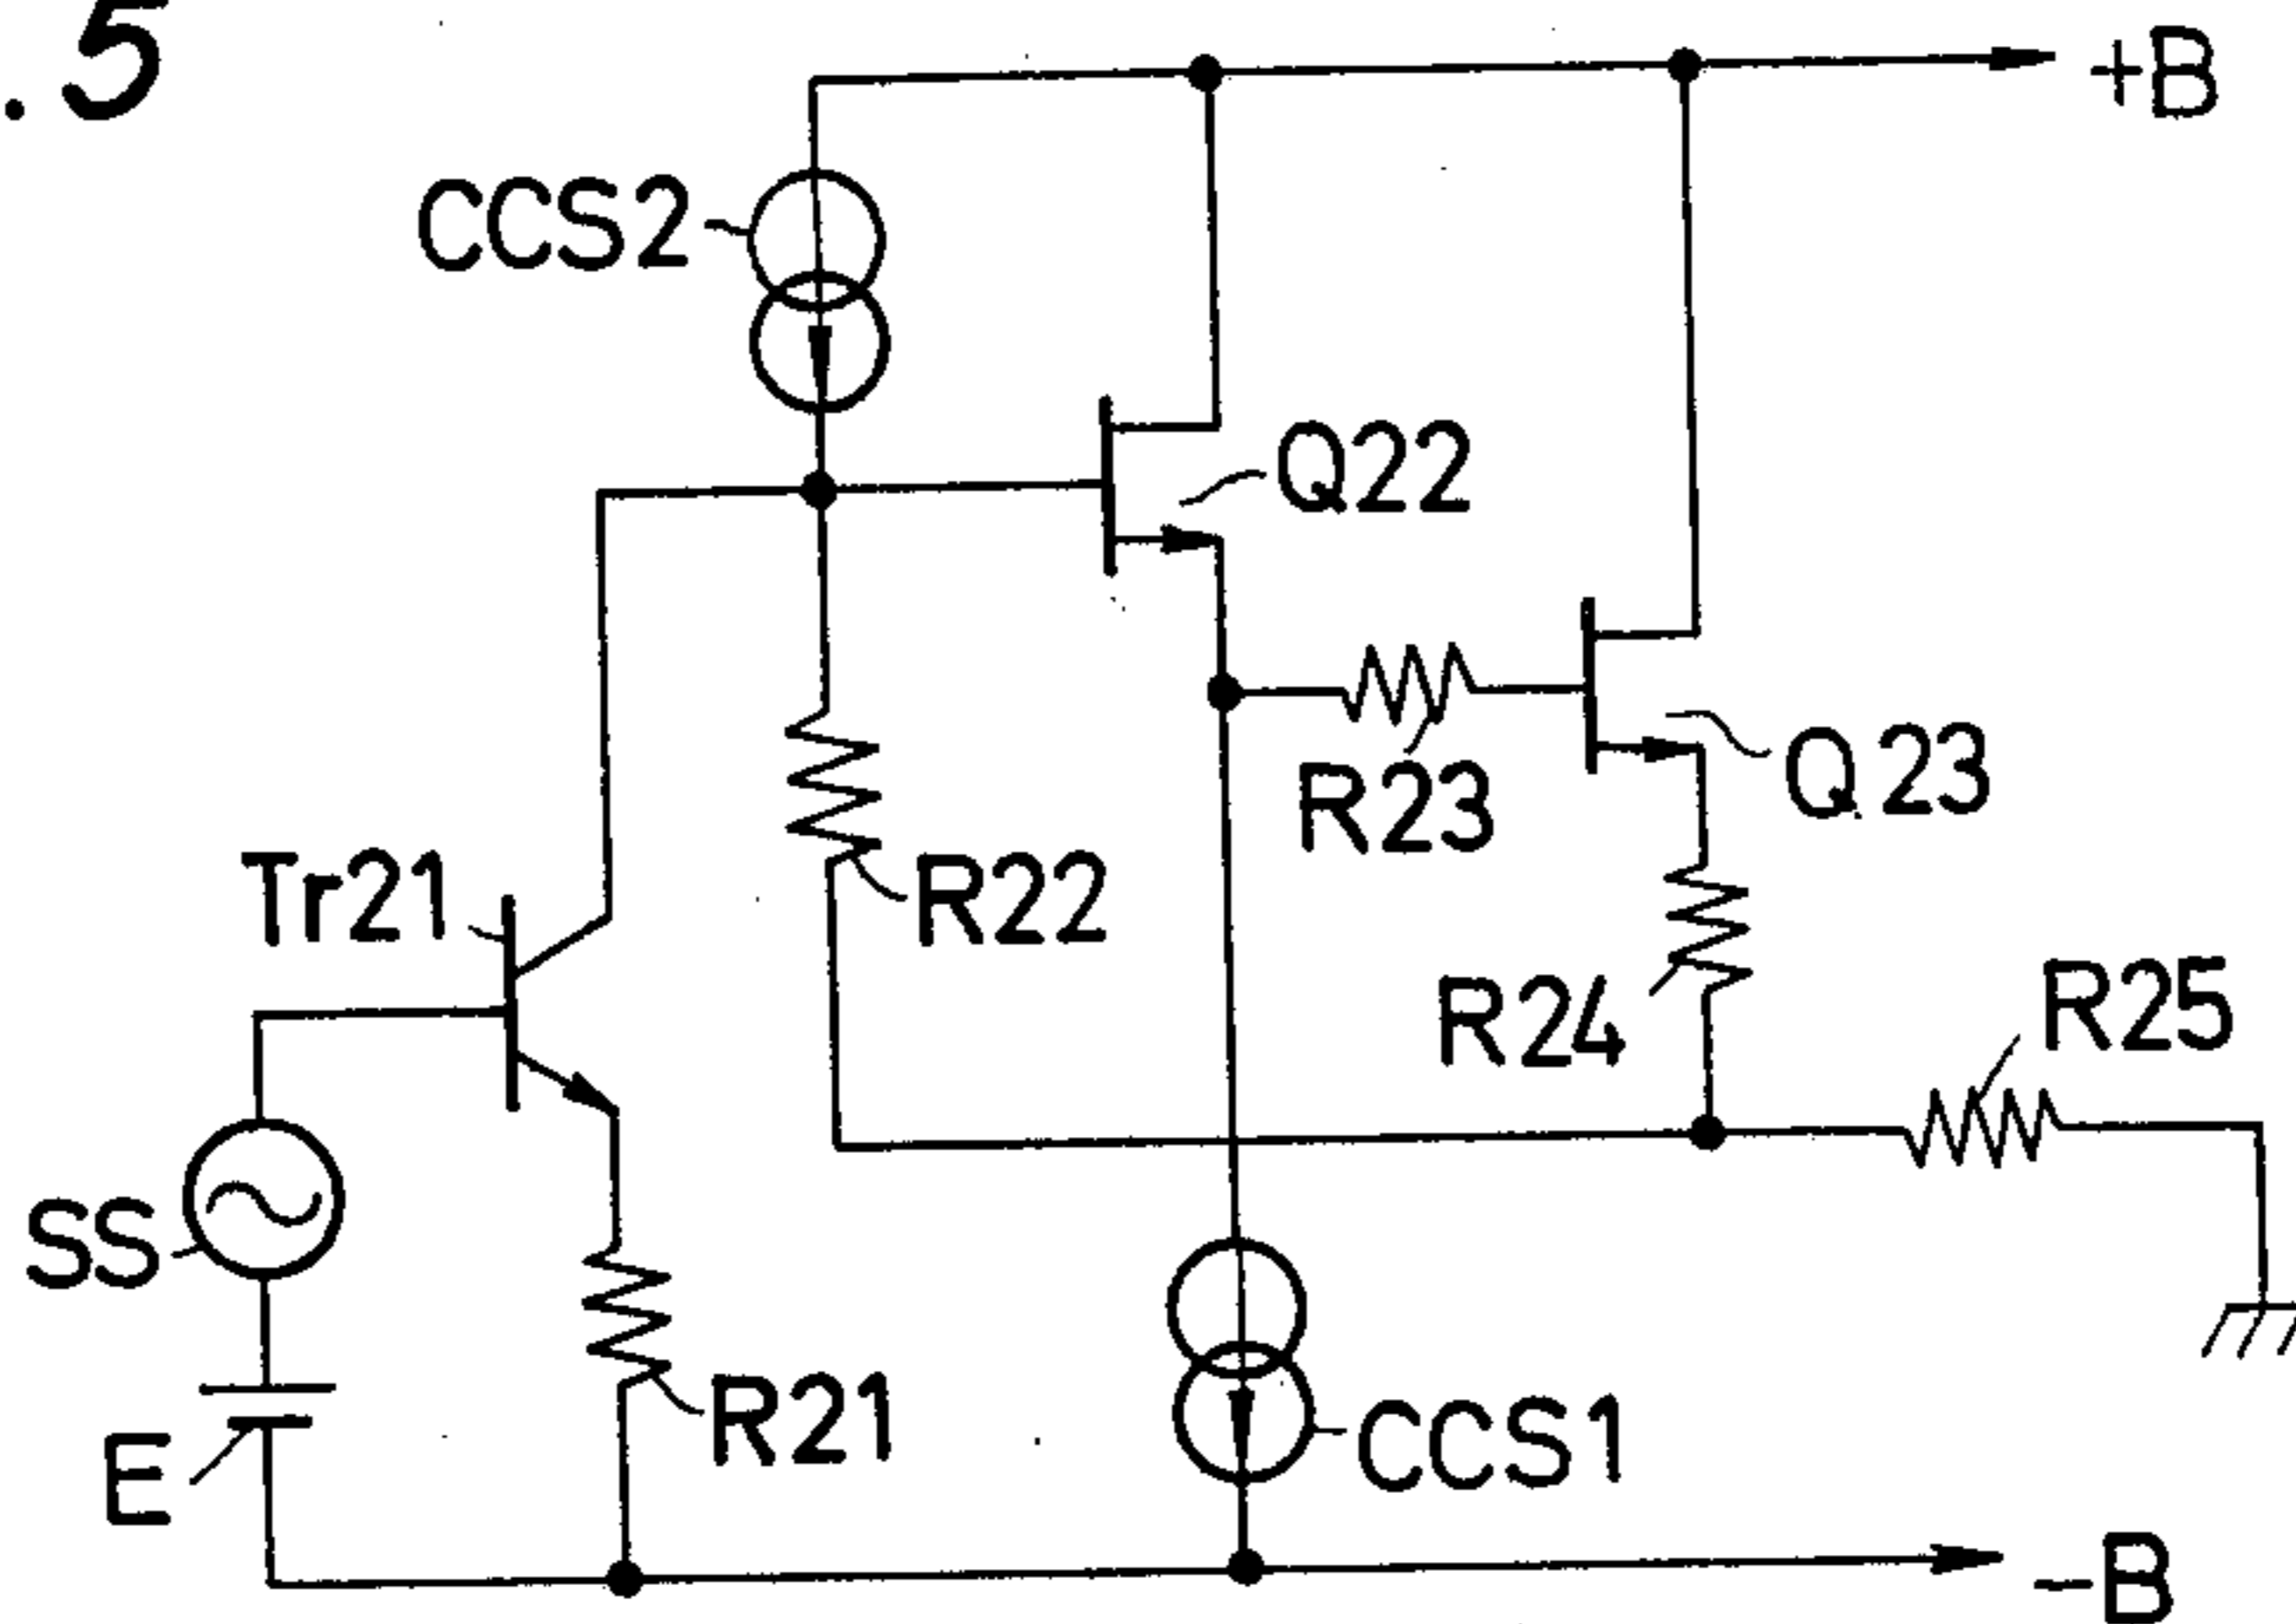 . 5
+B
CCS2
Q22
Q23
R23
Tr21
R22
R24
R25
SS
R21
CCS1
E
-B